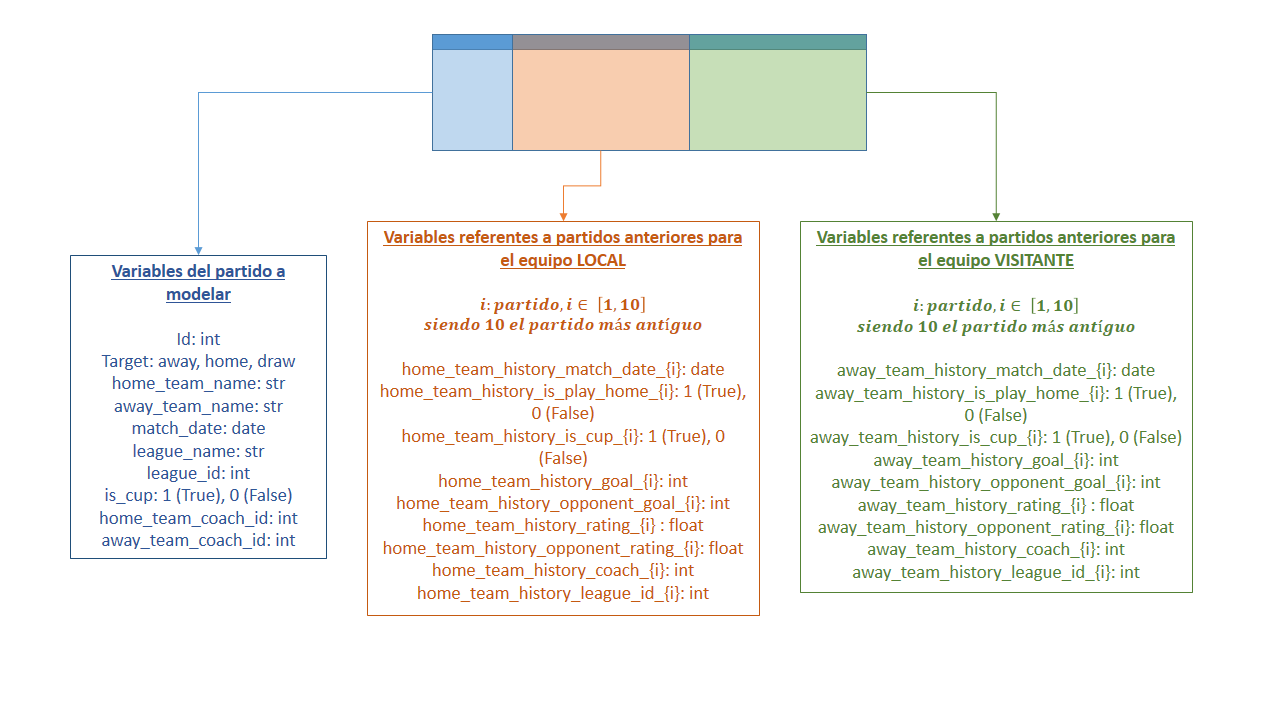 Variables del partido a
modelar
Id: int
Target: away, home, draw
home_team_name: str
away_team_name: str
match_date: date
league_name: str
league_id: int
is_cup: 1 (True), 0 (False)
home_team_coach_id: int
away_team_coach_id: int
Variables referentes a partidos anteriores para
el equipo LOCAL
i: partido, i ∈ [1, 10]
siendo 10 el partido más antíguo
home_team_history_match_date_{i}: date
home_team_history_is_play_home_{i}: 1 (True),
0 (False)
home_team_history_is_cup_{i}: 1 (True), 0
(False)
home_team_history_goal_{i}: int
home_team_history_opponent_goal_{i}: int
home_team_history_rating_{i} : float
home_team_history_opponent_rating_{i}: float
home_team_history_coach_{i}: int
home_team_history_league_id_{i}: int
Variables referentes a partidos anteriores para
el equipo VISITANTE
i: partido, i ∈ [1, 10]
siendo 10 el partido más antíguo
away_team_history_match_date_{i}: date
away_team_history_is_play_home_{i}: 1 (True),
0 (False)
away_team_history_is_cup_{i}: 1 (True), 0 (False)
away_team_history_goal_{i}: int
away_team_history_opponent_goal_{i}: int
away_team_history_rating_{i} : float
away_team_history_opponent_rating_{i}: float
away_team_history_coach_{i}: int
away_team_history_league_id_{i}: int